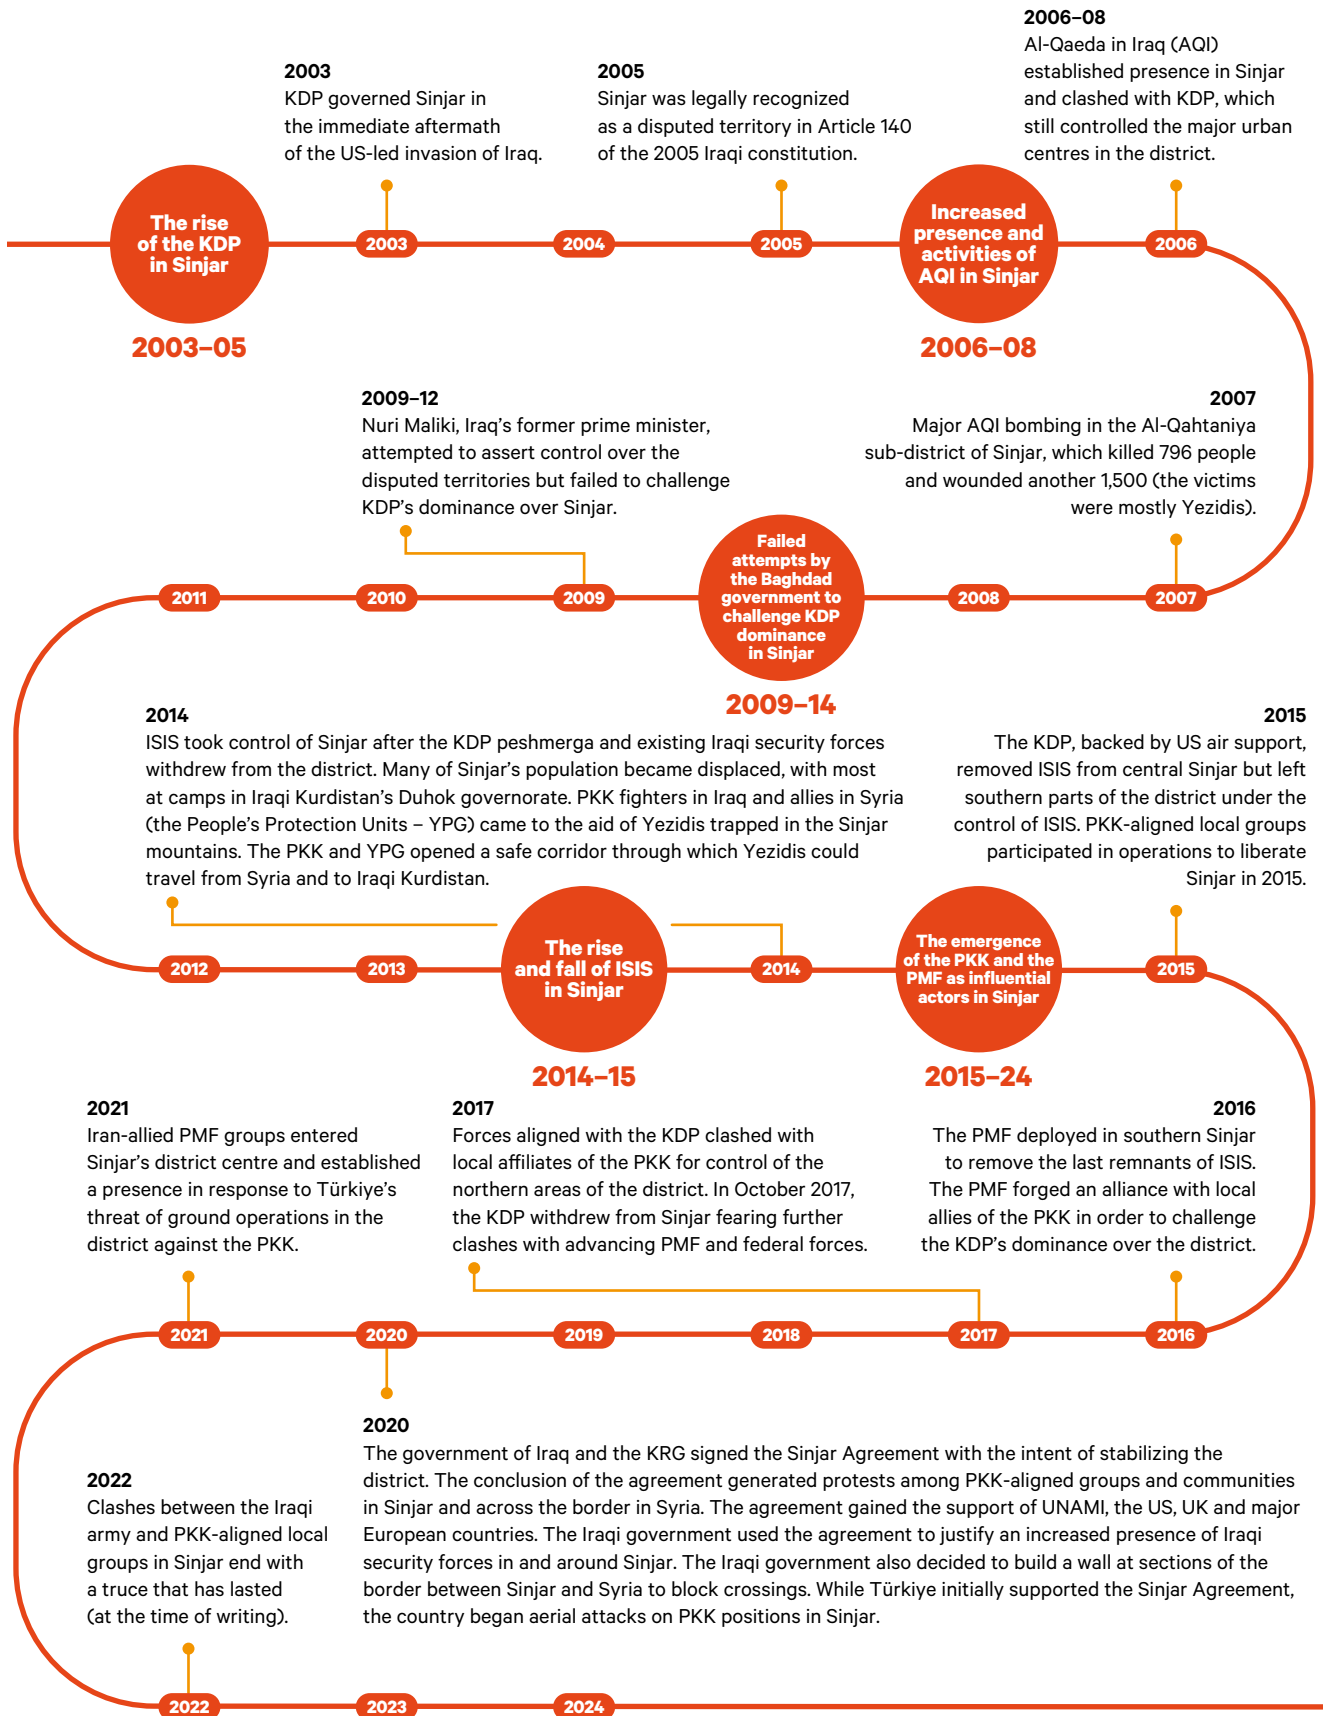 2003
KDP governed Sinjar in
the immediate aftermath
of the US-led invasion of Iraq.
2005
Sinjar was legally recognized
as a disputed territory in Article 140
of the 2005 Iraqi constitution.
2006–08
Al-Qaeda in Iraq (AQI)
established presence in Sinjar
and clashed with KDP, which
still controlled the major urban
centres in the district.
The rise
of the KDP
in Sinjar
2003–05
2003
2004
2005
Increased
presence and
activities of
AQI in Sinjar
2006–08
2006
2009–12
Nuri Maliki, Iraq’s former prime minister,
attempted to assert control over the
disputed territories but failed to challenge
KDP’s dominance over Sinjar.
2007
Major AQI bombing in the Al-Qahtaniya
sub-district of Sinjar, which killed 796 people
and wounded another 1,500 (the victims
were mostly Yezidis).
2011
2010
2009
Failed
attempts by
the Baghdad
government to
challenge KDP
dominance
in Sinjar
2009–14
2008
2007
2014
ISIS took control of Sinjar after the KDP peshmerga and existing Iraqi security forces
withdrew from the district. Many of Sinjar’s population became displaced, with most
at camps in Iraqi Kurdistan’s Duhok governorate. PKK fighters in Iraq and allies in Syria
(the People’s Protection Units – YPG) came to the aid of Yezidis trapped in the Sinjar
mountains. The PKK and YPG opened a safe corridor through which Yezidis could
travel from Syria and to Iraqi Kurdistan.
2015
The KDP, backed by US air support,
removed ISIS from central Sinjar but left
southern parts of the district under the
control of ISIS. PKK-aligned local groups
participated in operations to liberate
Sinjar in 2015.
2012
2013
The rise
and fall of ISIS
in Sinjar
2014–15
2014
The emergence
of the PKK and the
PMF as influential
actors in Sinjar
2015–24
2015
2021
Iran-allied PMF groups entered
Sinjar’s district centre and established
a presence in response to Türkiye’s
threat of ground operations in the
district against the PKK.
2017
Forces aligned with the KDP clashed with
local affiliates of the PKK for control of the
northern areas of the district. In October 2017,
the KDP withdrew from Sinjar fearing further
clashes with advancing PMF and federal forces.
2016
The PMF deployed in southern Sinjar
to remove the last remnants of ISIS.
The PMF forged an alliance with local
allies of the PKK in order to challenge
the KDP’s dominance over the district.
2021
2020
2019
2018
2017
2016
2020
The government of Iraq and the KRG signed the Sinjar Agreement with the intent of stabilizing the
district. The conclusion of the agreement generated protests among PKK-aligned groups and communities
in Sinjar and across the border in Syria. The agreement gained the support of UNAMI, the US, UK and major
European countries. The Iraqi government used the agreement to justify an increased presence of Iraqi
security forces in and around Sinjar. The Iraqi government also decided to build a wall at sections of the
border between Sinjar and Syria to block crossings. While Türkiye initially supported the Sinjar Agreement,
the country began aerial attacks on PKK positions in Sinjar.
2022
Clashes between the Iraqi
army and PKK-aligned local
groups in Sinjar end with
a truce that has lasted
(at the time of writing).
2022
2023
2024